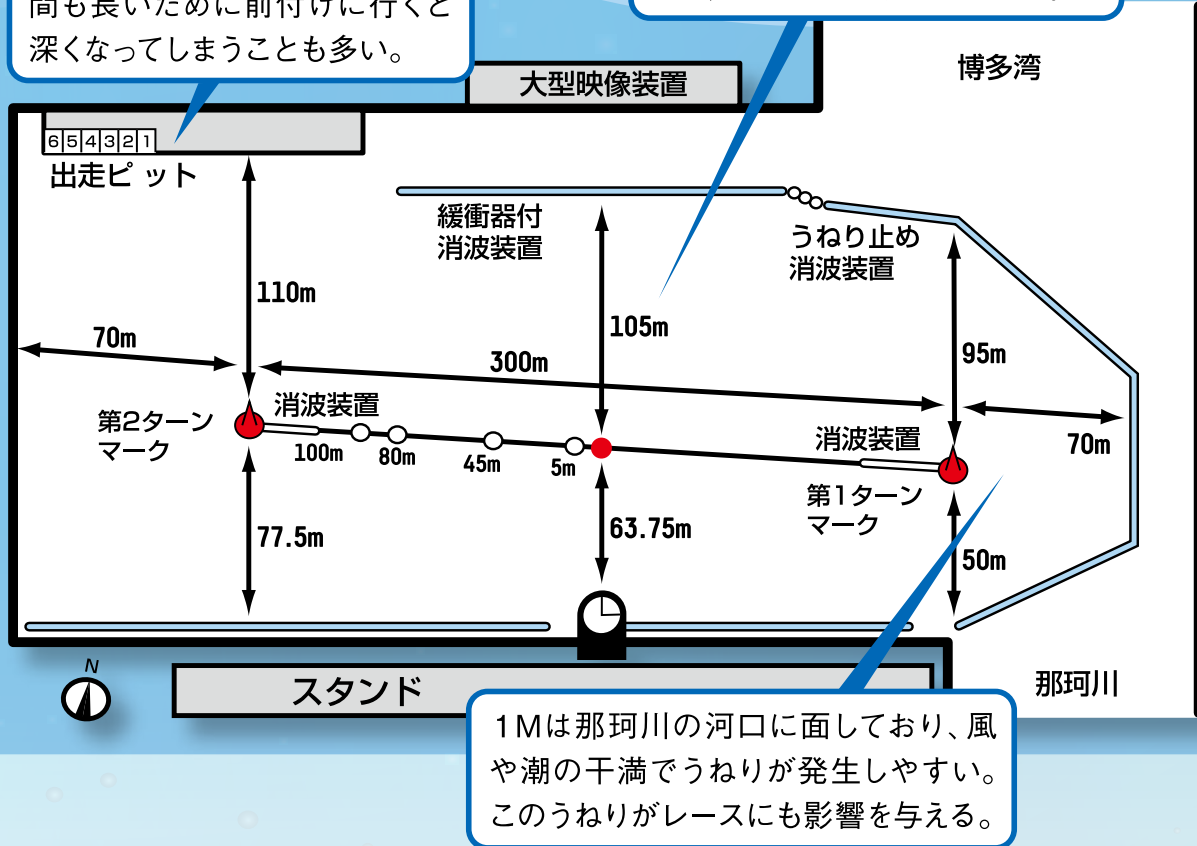 間も長いために前付けに行くと
深くなってしまうことも多い。
博多湾
大型映像装置
6 5 4 3 2 1
出走ピット
緩衝器付
消波装置
うねり止め
消波装置
110m
105m
95m
70m
300m
70m
第2ターン
マーク
消波装置
100m
80m
45m
5m
消波装置
第1ターン
マーク
77.5m
63.75m
50m
N
スタンド
那珂川
1Mは那珂川の河口に面しており、風
や潮の干満でうねりが発生しやすい。
このうねりがレースにも影響を与える。